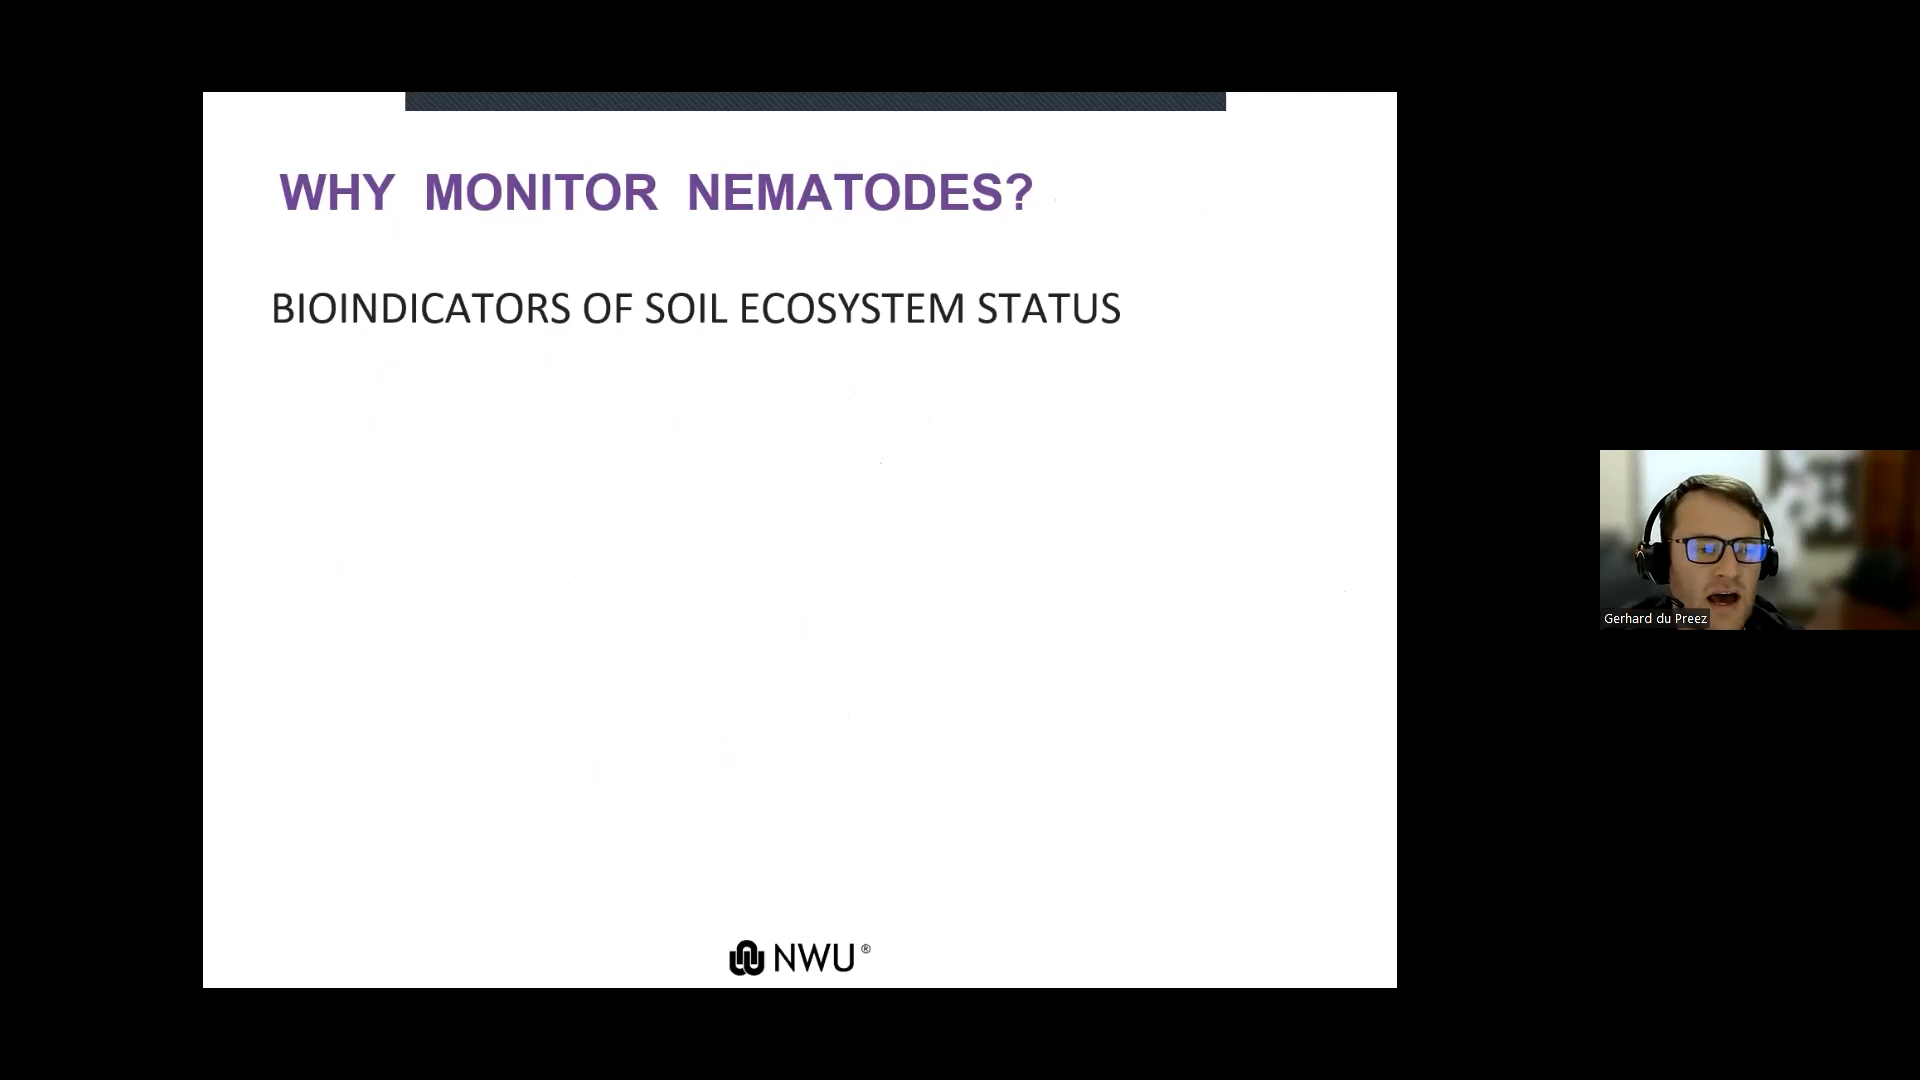 WHY MONITOR NEMATODES?
BIOINDICATORS OF SOIL ECOSYSTEM STATUS
NWU®
Gerhard du Preez